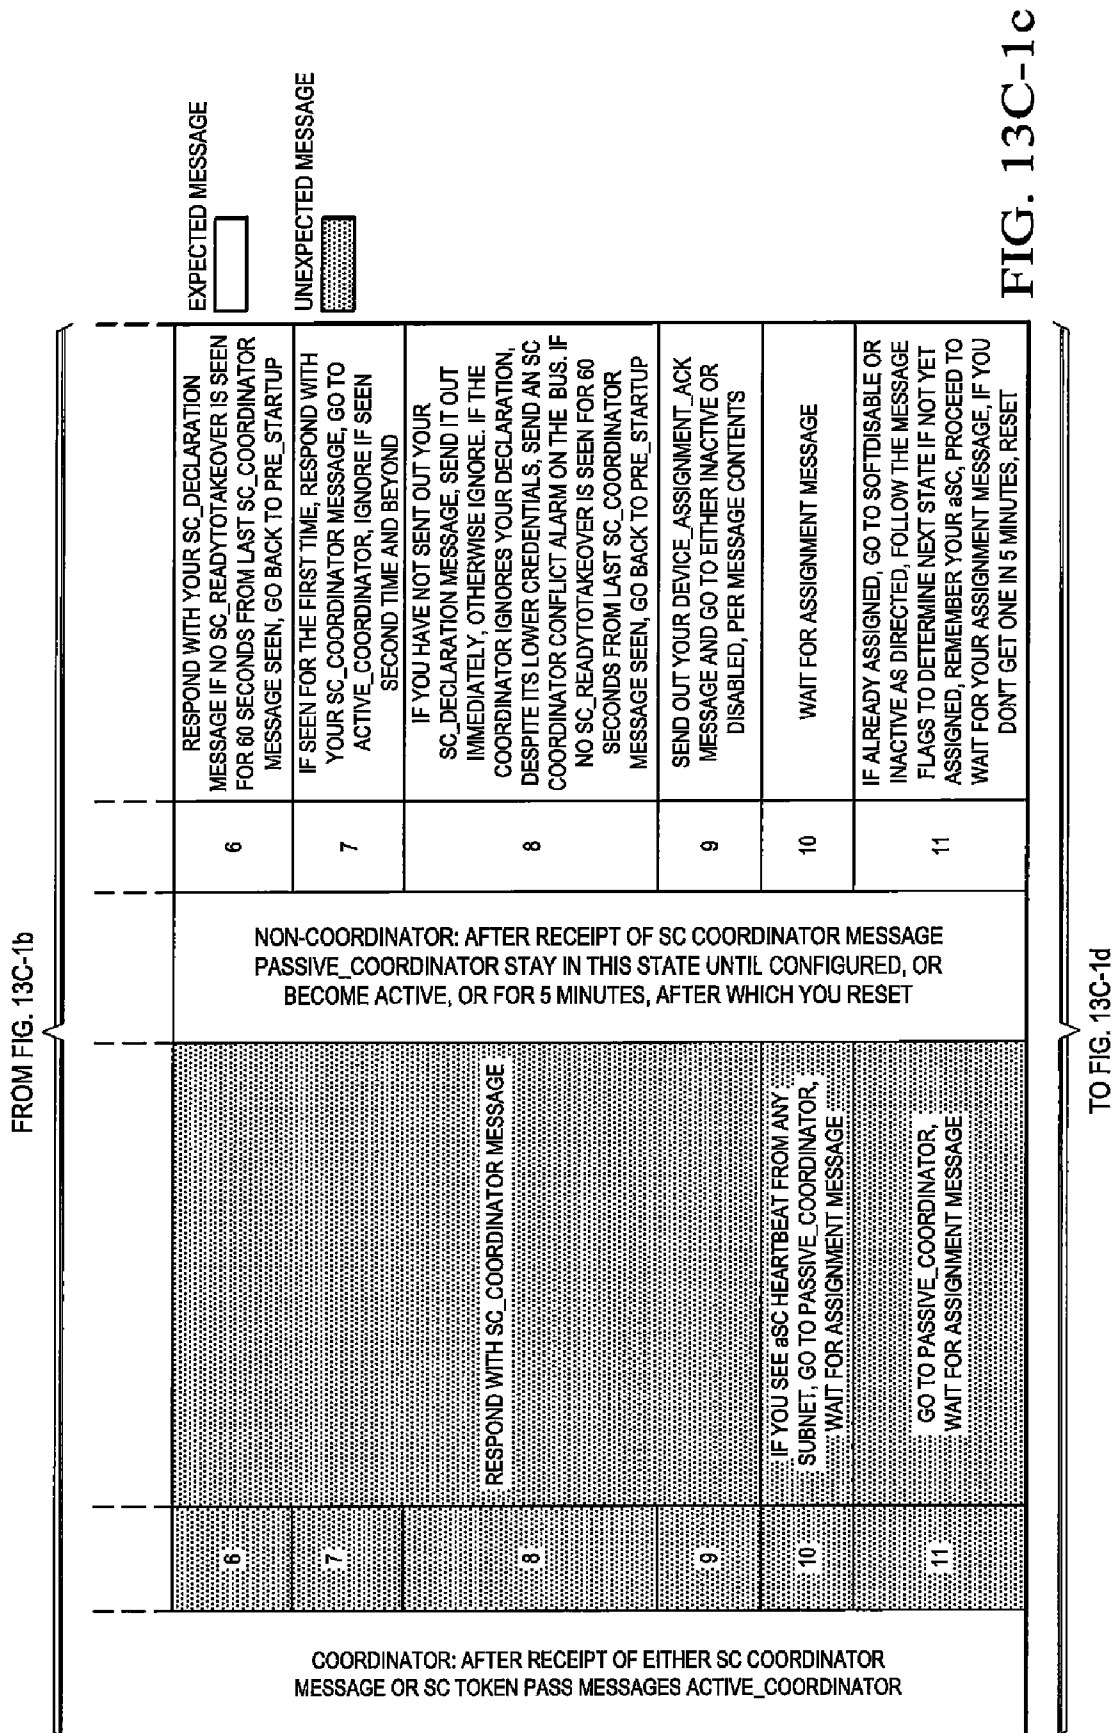 FROM FIG. 13C-1b
COORDINATOR: AFTER RECEIPT OF EITHER SC COORDINATOR
MESSAGE OR SC TOKEN PASS MESSAGES ACTIVE_COORDINATOR
6
7
8
9
10
11
RESPOND WITH SC_COORDINATOR MESSAGE
IF YOU SEE aSC HEARTBEAT FROM ANY
SUBNET, GO TO PASSIVE_COORDINATOR,
WAIT FOR ASSIGNMENT MESSAGE
GO TO PASSIVE_COORDINATOR,
WAIT FOR ASSIGNMENT MESSAGE
NON-COORDINATOR: AFTER RECEIPT OF SC COORDINATOR MESSAGE
PASSIVE_COORDINATOR STAY IN THIS STATE UNTIL CONFIGURED, OR
BECOME ACTIVE, OR FOR 5 MINUTES, AFTER WHICH YOU RESET
6
RESPOND WITH YOUR SC_DECLARATION
MESSAGE IF NO SC_READYTOTAKEOVER IS SEEN
FOR 60 SECONDS FROM LAST SC_COORDINATOR
MESSAGE SEEN, GO BACK TO PRE_STARTUP
7
IF SEEN FOR THE FIRST TIME, RESPOND WITH
YOUR SC_COORDINATOR MESSAGE, GO TO
ACTIVE_COORDINATOR, IGNORE IF SEEN
SECOND TIME AND BEYOND
8
IF YOU HAVE NOT SENT OUT YOUR
SC_DECLARATION MESSAGE, SEND IT OUT
IMMEDIATELY, OTHERWISE IGNORE. IF THE
COORDINATOR IGNORES YOUR DECLARATION,
DESPITE ITS LOWER CREDENTIALS, SEND AN SC
COORDINATOR CONFLICT ALARM ON THE BUS. IF
NO SC_READYTOTAKEOVER IS SEEN FOR 60
SECONDS FROM LAST SC_COORDINATOR
MESSAGE SEEN, GO BACK TO PRE_STARTUP
9
SEND OUT YOUR DEVICE_ASSIGNMENT_ACK
MESSAGE AND GO TO EITHER INACTIVE OR
DISABLED, PER MESSAGE CONTENTS
10
WAIT FOR ASSIGNMENT MESSAGE
11
IF ALREADY ASSIGNED, GO TO SOFTDISABLE OR
INACTIVE AS DIRECTED, FOLLOW THE MESSAGE
FLAGS TO DETERMINE NEXT STATE IF NOT YET
ASSIGNED, REMEMBER YOUR aSC, PROCEED TO
WAIT FOR YOUR ASSIGNMENT MESSAGE, IF YOU
DON'T GET ONE IN 5 MINUTES, RESET
EXPECTED MESSAGE
UNEXPECTED MESSAGE
TO FIG. 13C-1d
FIG. 13C-1c